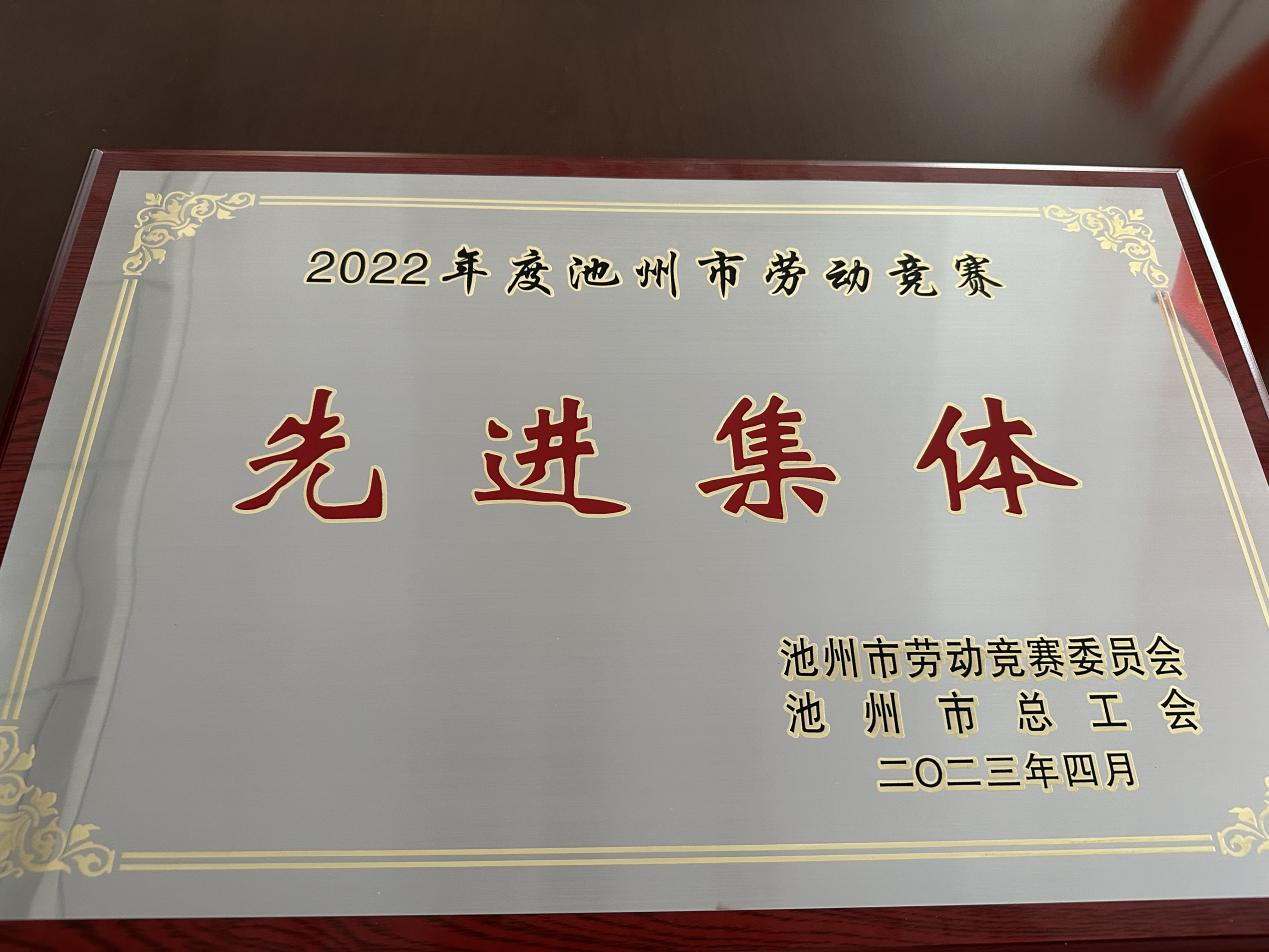 2022年度池州市劳动竞赛
先进集体
池州市劳动竞赛委员会
池州市总工会
二〇二三年四月